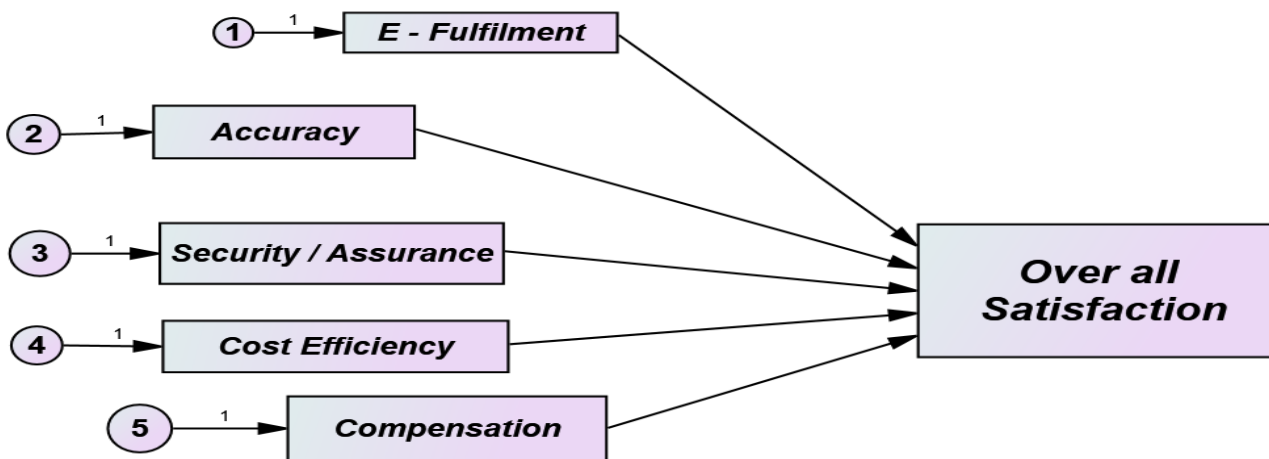 1
1
E - Fulfilment
2
1
Accuracy
3
1
Security / Assurance
4
1
Cost Efficiency
5
1
Compensation
Over all
Satisfaction